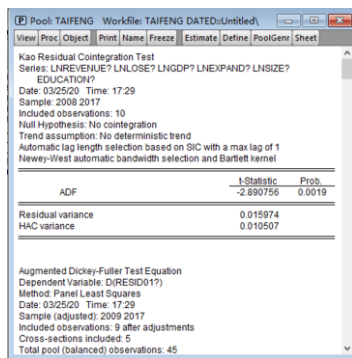 Pool: TAIFENG Workfile: TAIFENG DATED::Untitled\
View Proc Object Print Name Freeze Estimate Define PoolGenr Sheet
Kao Residual Cointegration Test
Series: LNREVENUE? LNLOSE? LNGDP? LNEXPAND? LNSIZE?
EDUCATION?
Date: 03/25/20 Time: 17:29
Sample: 2008 2017
Included observations: 10
Null Hypothesis: No cointegration
Trend assumption: No deterministic trend
Automatic lag length selection based on SIC with a max lag of 1
Newey-West automatic bandwidth selection and Bartlett kernel
t-Statistic Prob.
ADF -2.890756 0.0019
Residual variance 0.015974
HAC variance 0.010507
Augmented Dickey-Fuller Test Equation
Dependent Variable: D(RESID01?)
Method: Panel Least Squares
Date: 03/25/20 Time: 17:29
Sample (adjusted): 2009 2017
Included observations: 9 after adjustments
Cross-sections included: 5
Total pool (balanced) observations: 45